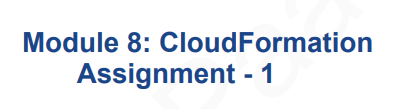 Module 8: CloudFormation
Assignment - 1